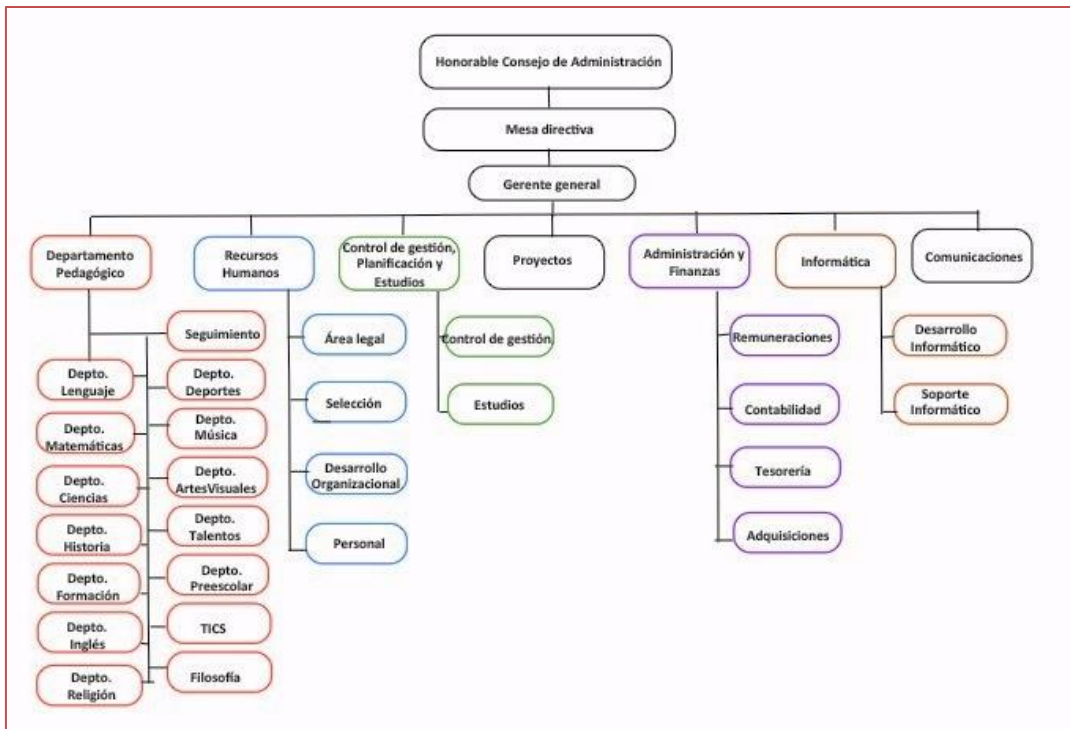 Honorable Consejo de Administración
Mesa directiva
Gerente general
Departamento
Pedagógico
Recursos
Humanos
Control de gestión,
Planificación y
Estudios
Proyectos
Administración y
Finanzas
Informática
Comunicaciones
Seguimiento
Depto.
Lenguaje
Depto.
Deportes
Depto.
Matemáticas
Depto.
Música
Depto.
Ciencias
Depto.
ArtesVisuales
Depto.
Historia
Depto.
Talentos
Depto.
Formación
Depto.
Preescolar
Depto.
Inglés
TICS
Depto.
Religión
Filosofía
Área legal
Selección
Desarrollo
Organizacional
Personal
Control de gestión.
Estudios
Remuneraciones
Contabilidad
Tesorería
Adquisiciones
Desarrollo
Informático
Soporte
Informático